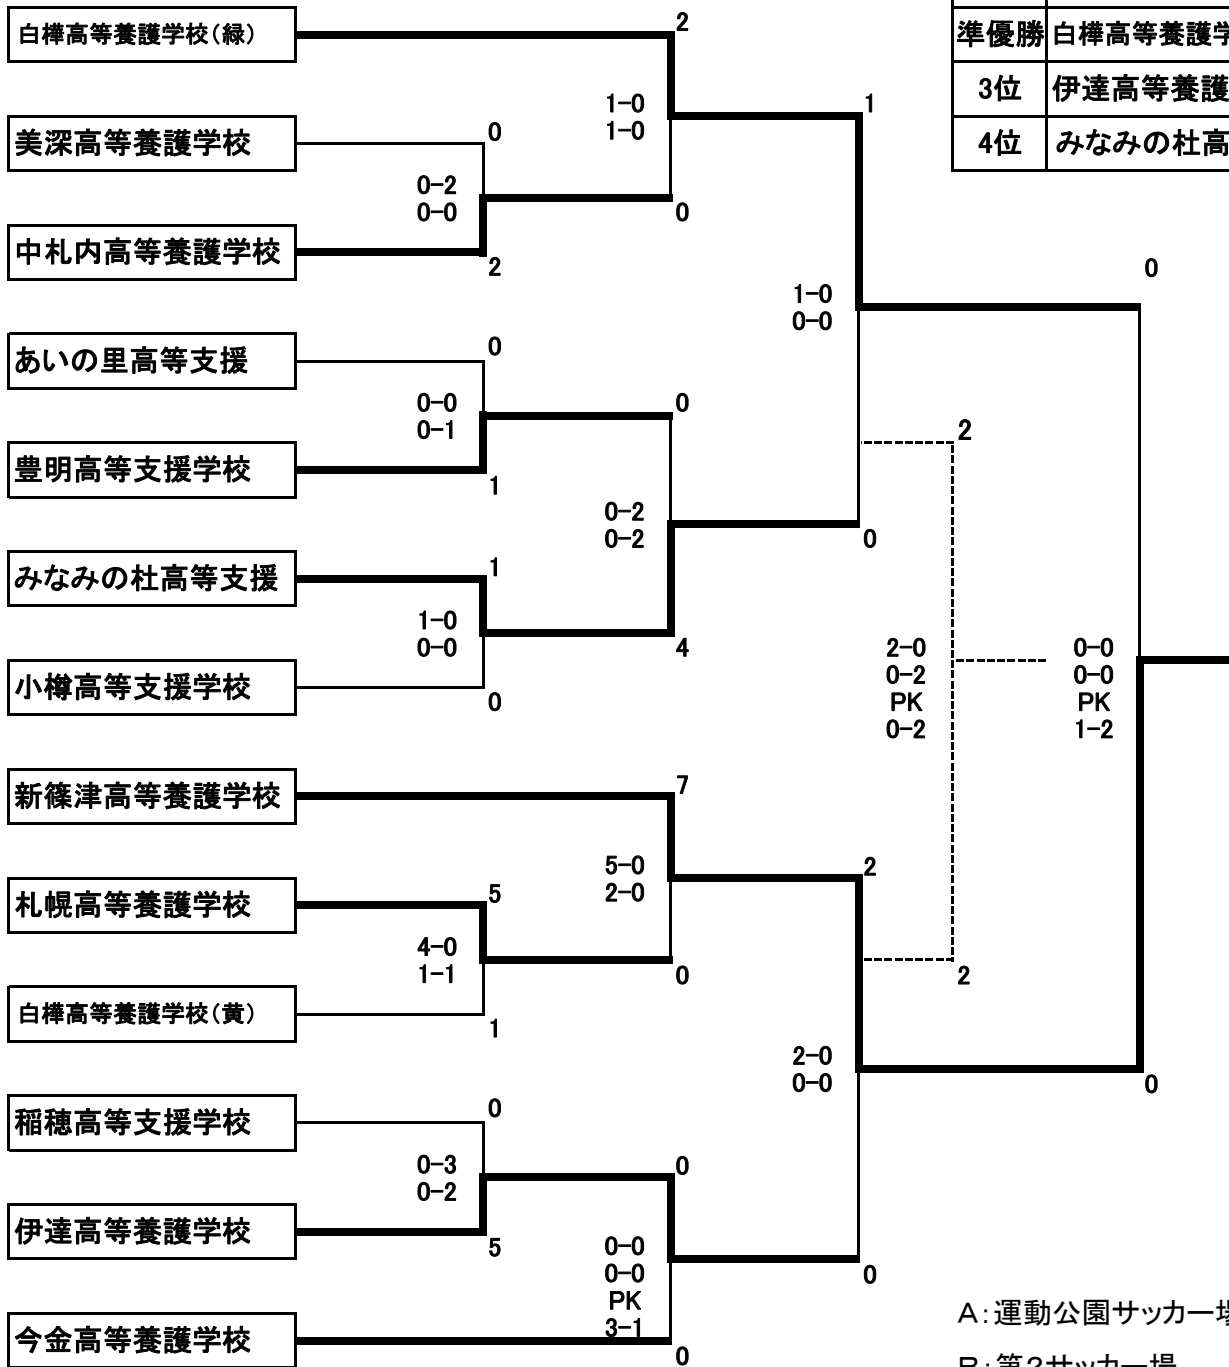 白樺高等養護学校(緑)
2
準優勝 白樺高等養護学
1-0
1-0
1
3位 伊達高等養護
美深高等養護学校
0
4位 みなみの杜高
0-2
0-0
0
中札内高等養護学校
2
0
1-0
0-0
あいの里高等支援
0
0-0
0-1
0
2
豊明高等支援学校
1
0-2
0-2
0
みなみの杜高等支援
1
1-0
0-0
4
2-0
0-2
PK
0-2
0-0
0-0
PK
1-2
小樽高等支援学校
0
新篠津高等養護学校
7
5-0
2-0
2
札幌高等養護学校
5
4-0
1-1
0
2
白樺高等養護学校(黄)
1
2-0
0-0
0
稲穂高等支援学校
0
0-3
0-2
0
伊達高等養護学校
5
0-0
0-0
PK
3-1
0
今金高等養護学校
0
A:運動公園サッカー場
B:第2サッカー場